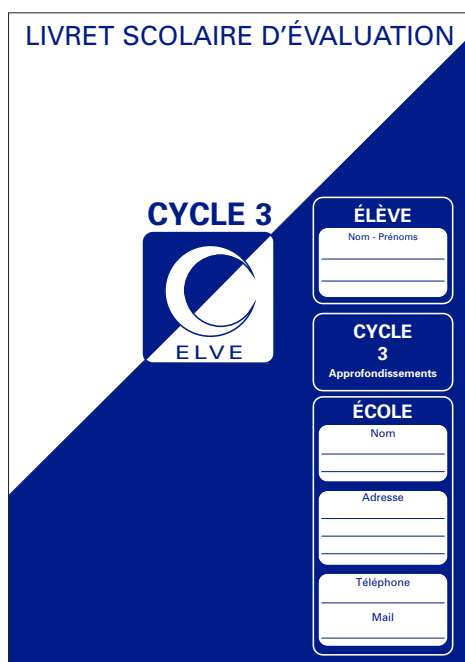 LIVRET SCOLAIRE D'ÉVALUATION
CYCLE 3
ELVE
ÉLÈVE
Nom - Prénoms
CYCLE
3
Approfondissements
ÉCOLE
Nom
Adresse
Téléphone
Mail